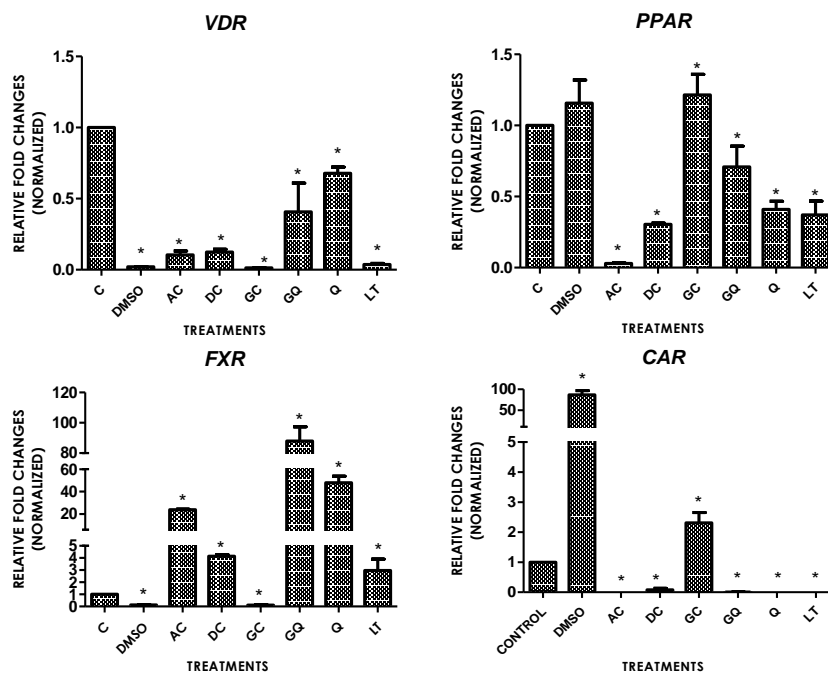 VDR
RELATIVE FOLD CHANGES
(NORMALIZED)
1.5
1.0
0.5
0.0
*
*
*
*
*
*
*
C
DMSO
AC
DC
GC
GQ
Q
LT
TREATMENTS
PPAR
RELATIVE FOLD CHANGES
(NORMALIZED)
1.5
1.0
0.5
0.0
*
*
*
*
*
*
C
DMSO
AC
DC
GC
GQ
Q
LT
TREATMENTS
FXR
RELATIVE FOLD CHANGES
(NORMALIZED)
120
100
80
60
40
20
5
4
3
2
1
0
*
*
*
*
*
*
*
C
DMSO
AC
DC
GC
GQ
Q
LT
TREATMENTS
CAR
RELATIVE FOLD CHANGES
(NORMALIZED)
100
50
5
4
3
2
1
0
*
*
*
*
*
*
*
CONTROL
DMSO
AC
DC
GC
GQ
Q
LT
TREATMENTS